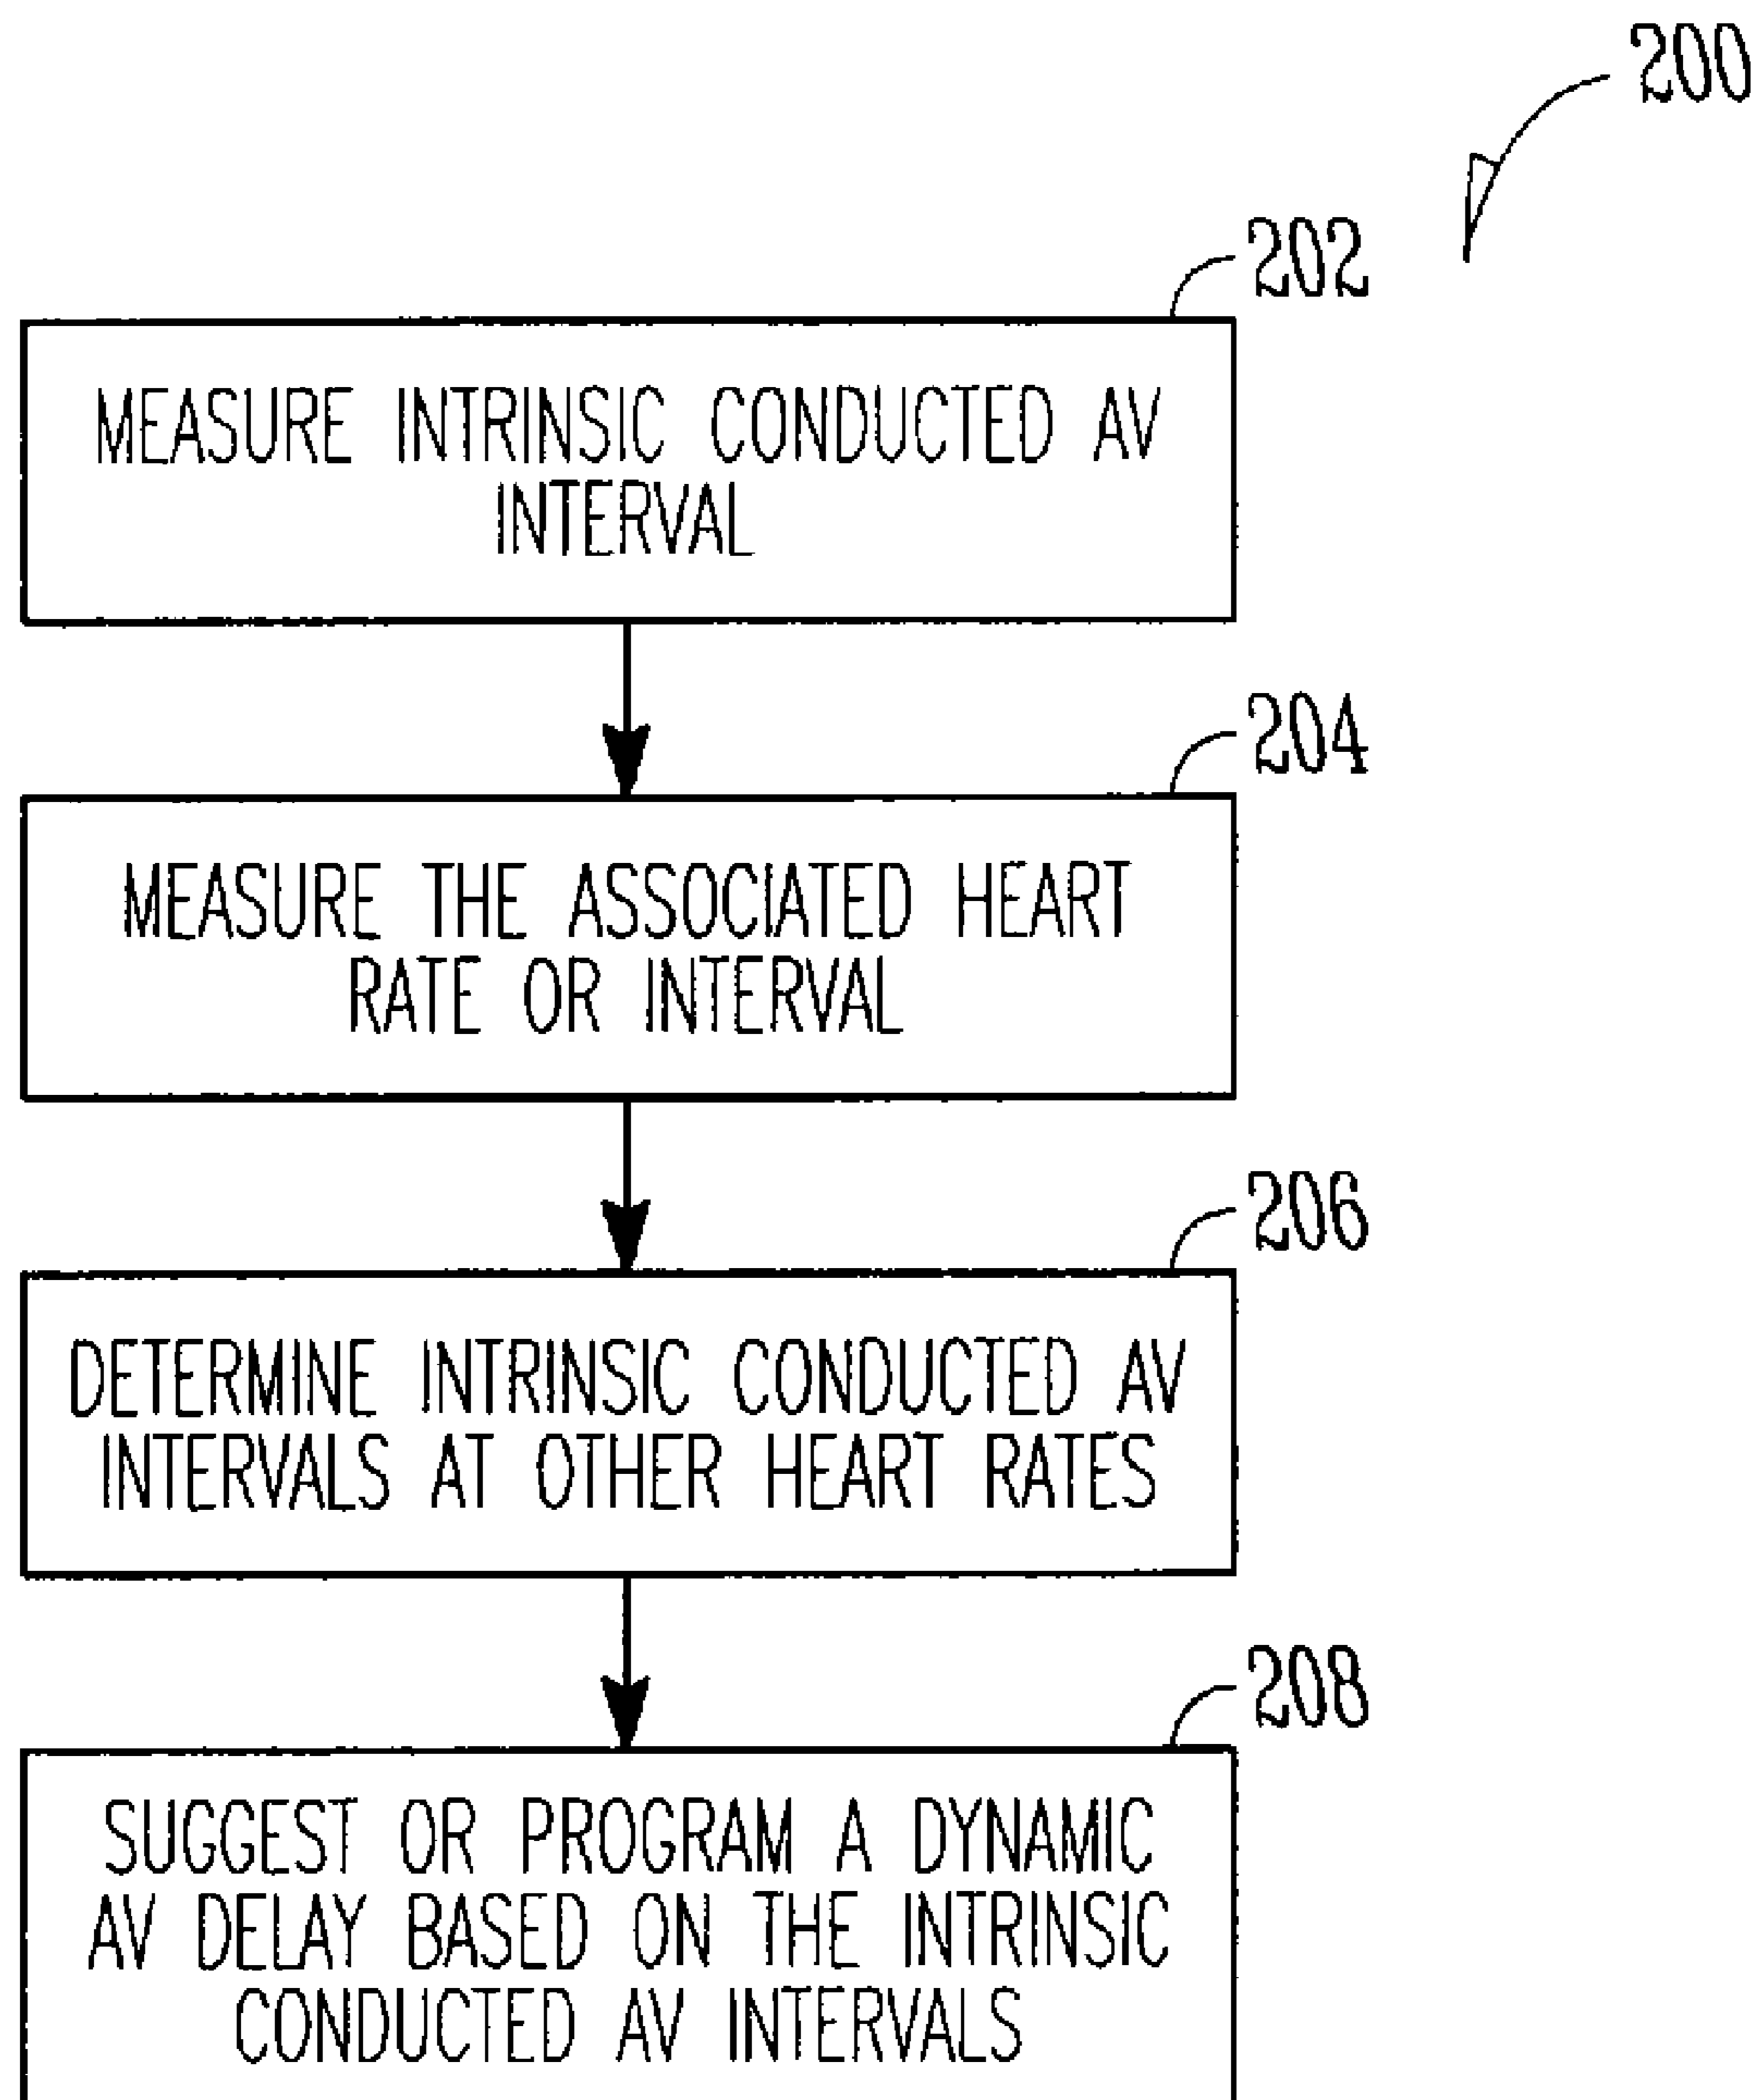 200
202
MEASURE INTRINSIC CONDUCTED AV
INTERVAL
204
MEASURE THE ASSOCIATED HEART
RATE OR INTERVAL
206
DETERMINE INTRINSIC CONDUCTED AV
INTERVALS AT OTHER HEART RATES
208
SUGGEST OR PROGRAM A DYNAMIC
AV DELAY BASED ON THE INTRINSIC
CONDUCTED AV INTERVALS